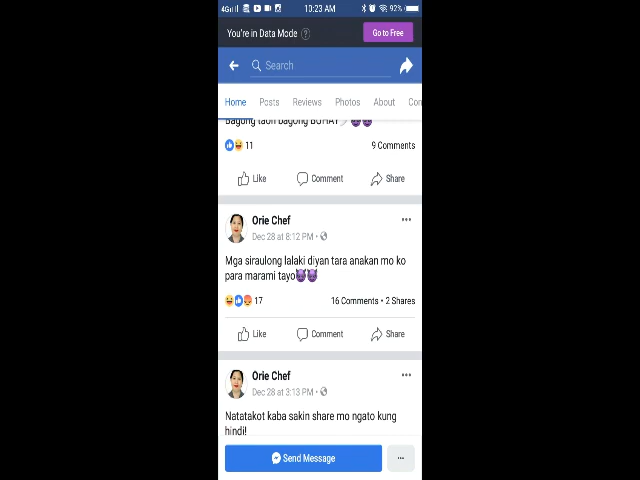 4G 10:23 AM 92%
You're in Data Mode ? Go to Free
Search
Home Posts Reviews Photos About Con
Bagong taon bagong BUHAY
11 9 Comments
Like Comment Share
Orie Chef
Dec 28 at 8:12 PM •
Mga siraulong lalaki diyan tara anakan mo ko
para marami tayo😈😈
17 16 Comments • 2 Shares
Like Comment Share
Orie Chef
Dec 28 at 3:13 PM •
Natatakot kaba sakin share mo ngato kung
hindi!
Send Message